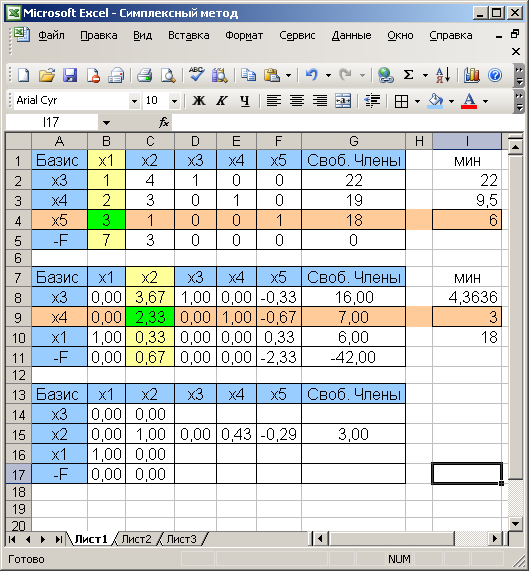 Microsoft Excel - Симплексный метод
Файл Правка Вид Вставка Формат Сервис Данные Окно Справка
Arial Cyr 10 Ж К Ч
I17 fx
A B C D E F G H I
1 Базис x1 x2 x3 x4 x5 Своб. Члены мин
2 x3 1 4 1 0 0 22 22
3 x4 2 3 0 1 0 19 9,5
4 x5 3 1 0 0 1 18 6
5 -F 7 3 0 0 0 0
6
7 Базис x1 x2 x3 x4 x5 Своб. Члены мин
8 x3 0,00 3,67 1,00 0,00 -0,33 16,00 4,3636
9 x4 0,00 2,33 0,00 1,00 -0,67 7,00 3
10 x1 1,00 0,33 0,00 0,00 0,33 6,00 18
11 -F 0,00 0,67 0,00 0,00 -2,33 -42,00
12
13 Базис x1 x2 x3 x4 x5 Своб. Члены
14 x3 0,00 0,00
15 x2 0,00 1,00 0,00 0,43 -0,29 3,00
16 x1 1,00 0,00
17 -F 0,00 0,00
18
19
20
Лист1 Лист2 Лист3
Готово NUM